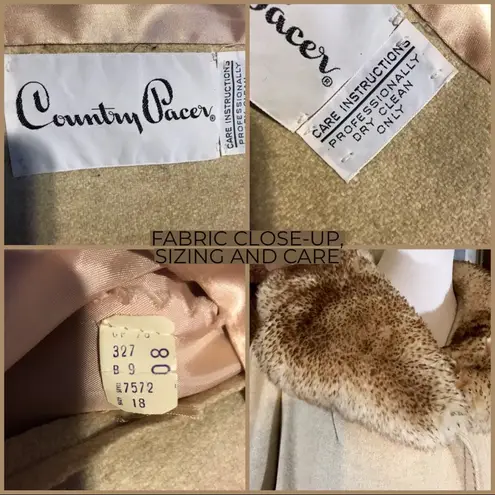 Country Pacer®
CARE INSTRUCTIONS
PROFESSIONALLY
Pacer®
CARE INSTRUCTIONS
PROFESSIONALLY
DRY CLEAN
ONLY
FABRIC CLOSE-UP,
SIZING AND CARE
327
B 9
08
7572
18